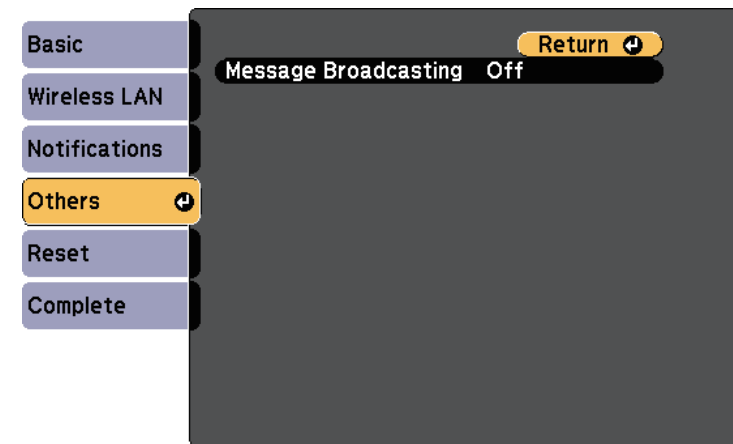 Basic
Wireless LAN
Notifications
Others
Reset
Complete
Return
Message Broadcasting Off